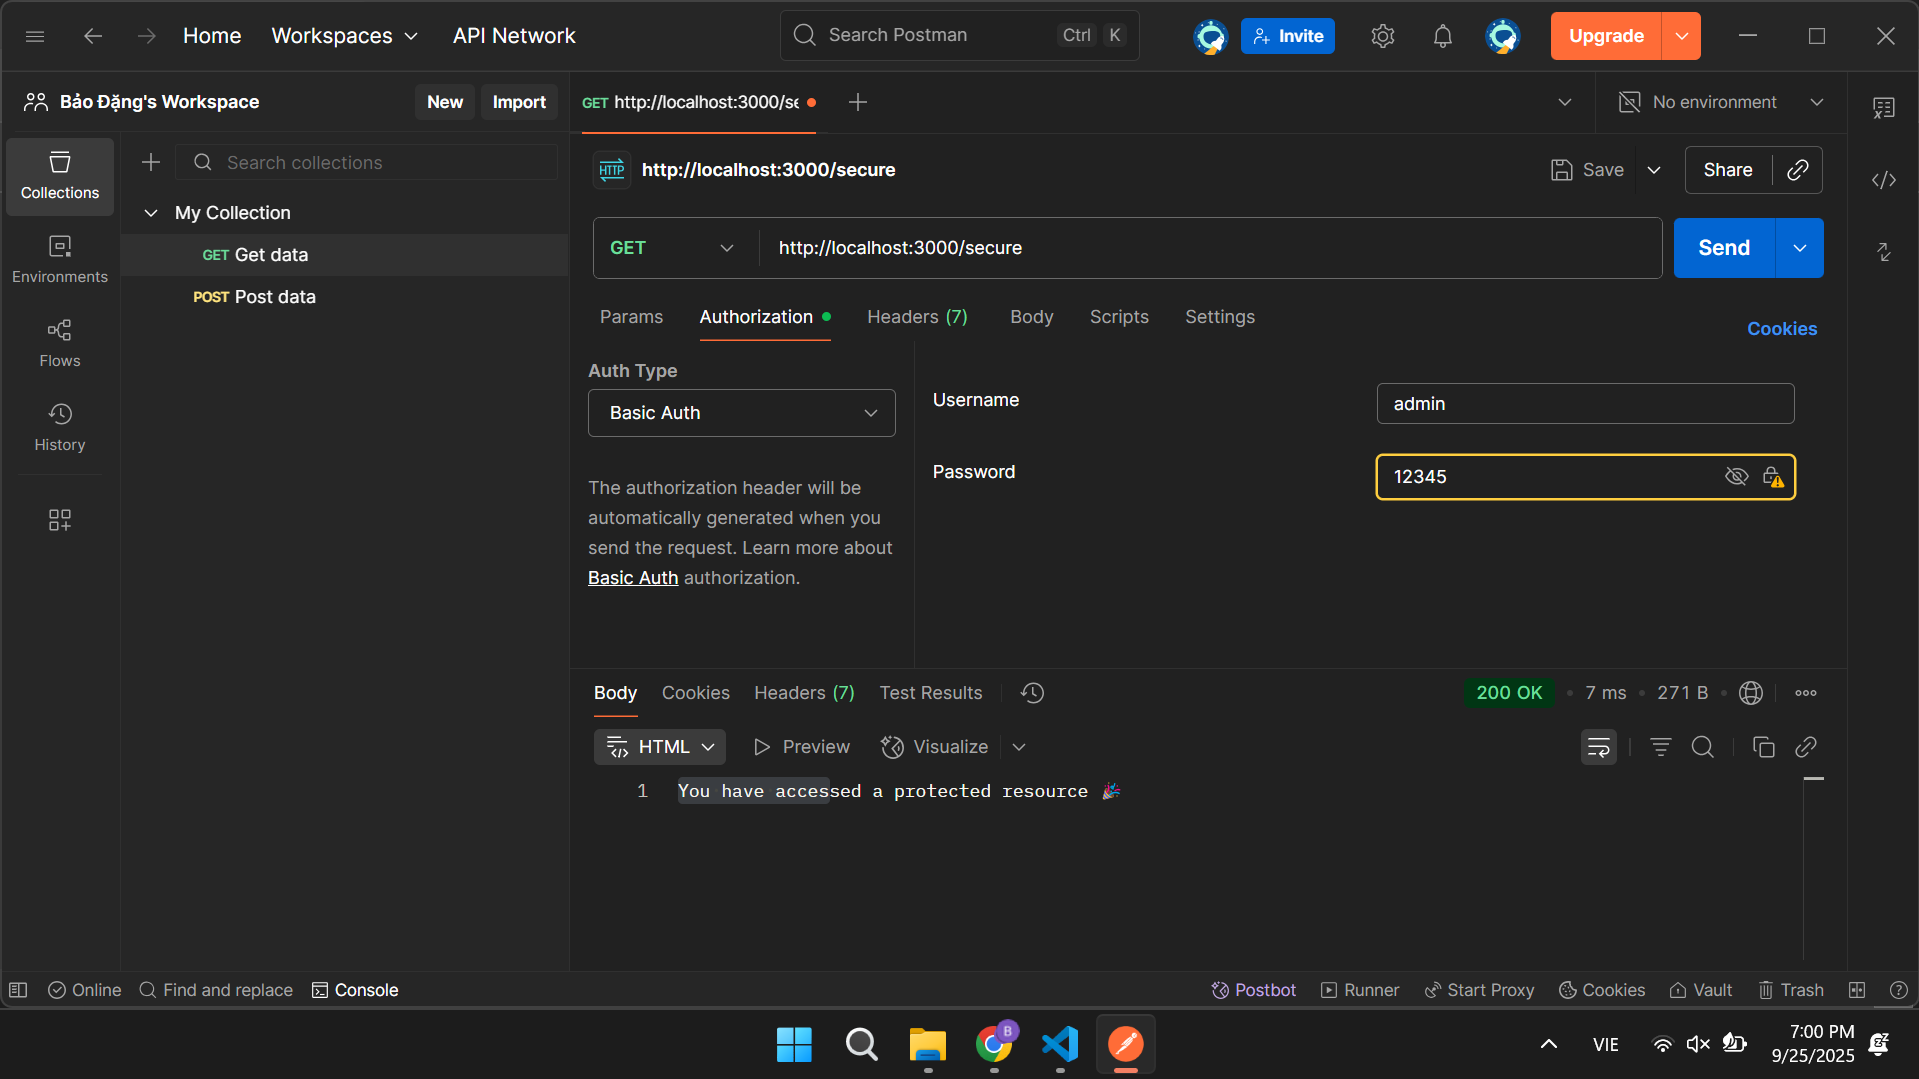 Home
Workspaces
API Network
Search Postman
Ctrl K
Invite
Upgrade
Bảo Đặng's Workspace
New
Import
GET http://localhost:3000/se
No environment
Collections
Environments
Flows
History
Search collections
My Collection
GET Get data
POST Post data
HTTP http://localhost:3000/secure
Save
Share
GET
http://localhost:3000/secure
Send
Params
Authorization
Headers (7)
Body
Scripts
Settings
Cookies
Auth Type
Basic Auth
The authorization header will be
automatically generated when you
send the request. Learn more about
Basic Auth authorization.
Username
admin
Password
12345
Body
Cookies
Headers (7)
Test Results
200 OK
7 ms
271 B
HTML
Preview
Visualize
1 You have accessed a protected resource 🎉
Online
Find and replace
Console
Postbot
Runner
Start Proxy
Cookies
Vault
Trash
B
VIE
7:00 PM
9/25/2025